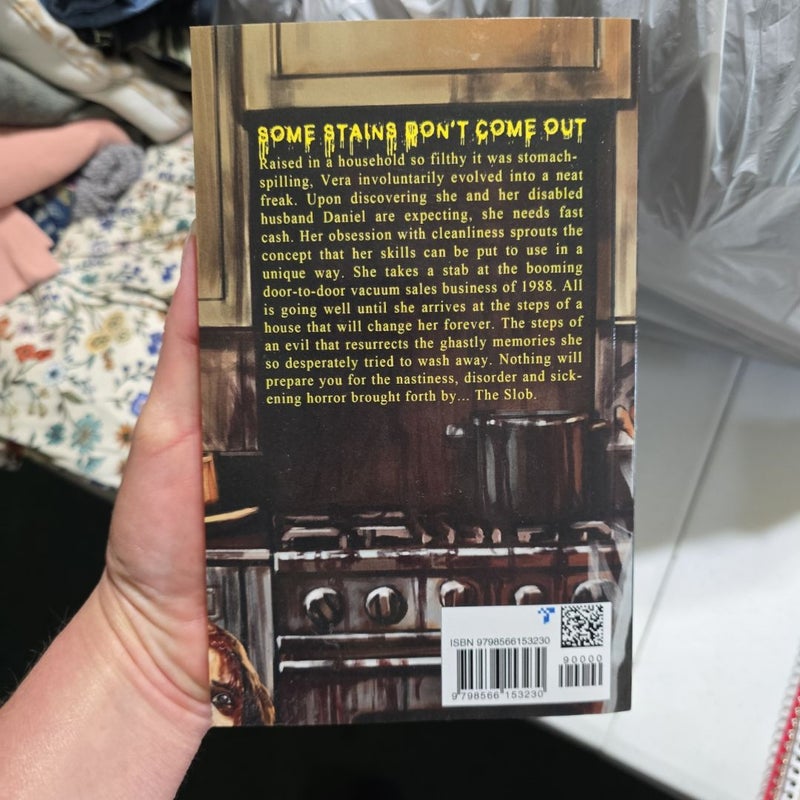 SOME STAINS DON'T COME OUT
Raised in a household so filthy it was stomach-
spilling, Vera involuntarily evolved into a neat
freak. Upon discovering she and her disabled
husband Daniel are expecting, she needs fast
cash. Her obsession with cleanliness sprouts the
concept that her skills can be put to use in a
unique way. She takes a stab at the booming
door-to-door vacuum sales business of 1988. All
is going well until she arrives at the steps of a
house that will change her forever. The steps of
an evil that resurrects the ghastly memories she
so desperately tried to wash away. Nothing will
prepare you for the nastiness, disorder and sick-
ening horror brought forth by... The Slob.
ISBN 9798566153230
90000
9 798566 153230